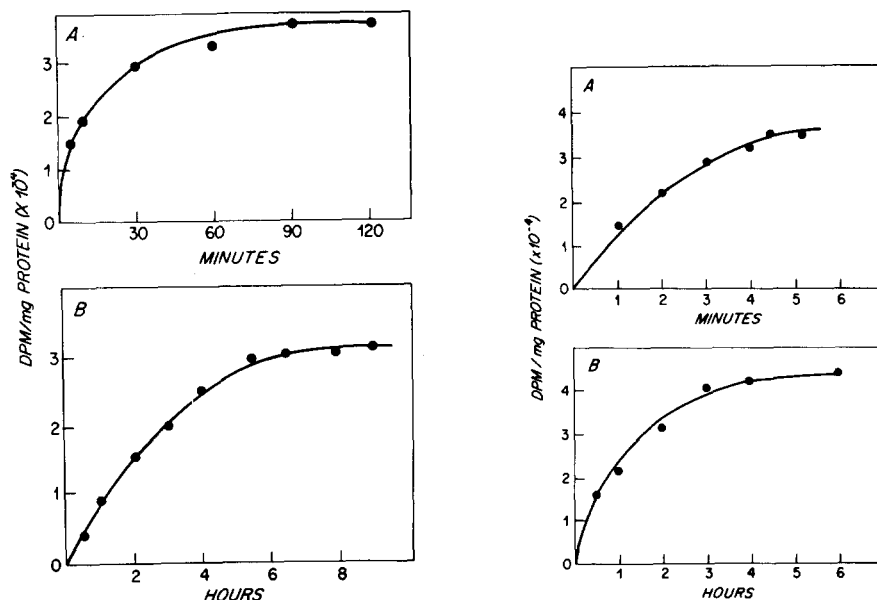 A
3
2
1
0
30 60 90 120
MINUTES
DPM/mg PROTEIN (X 10⁴)
B
3
2
1
0
2 4 6 8
HOURS
A
4
3
2
1
0
1 2 3 4 5 6
MINUTES
DPM/mg PROTEIN (x10⁻⁴)
B
4
3
2
1
0
1 2 3 4 5 6
HOURS